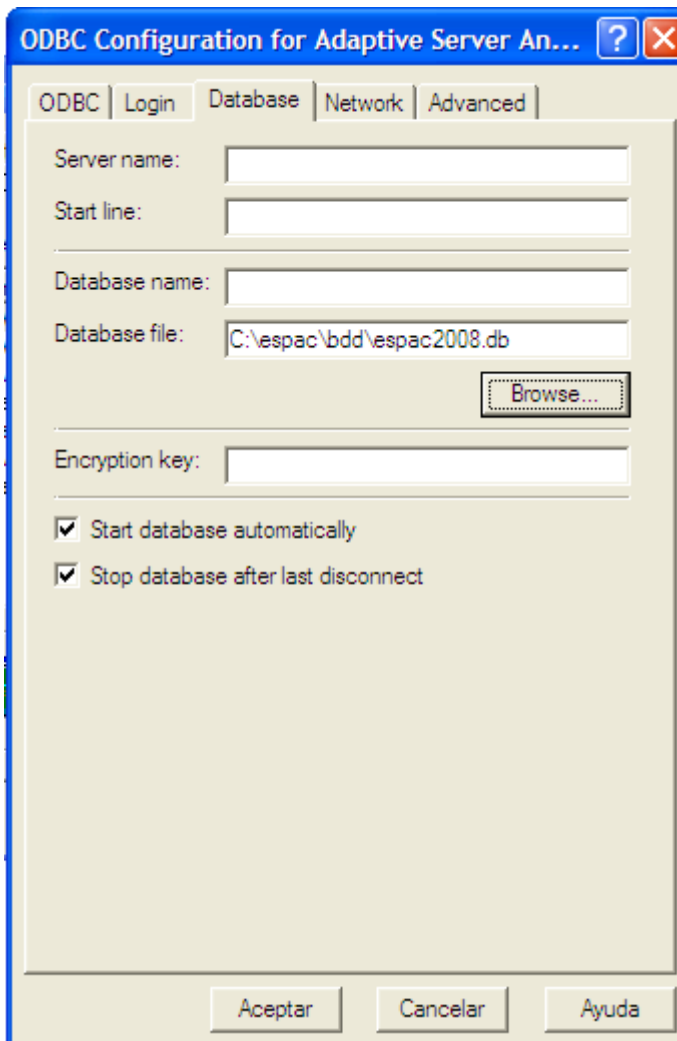 ODBC Configuration for Adaptive Server An...
ODBC Login Database Network Advanced
Server name:
Start line:
Database name:
Database file: C:\espac\bdd\espac2008.db
Browse...
Encryption key:
Start database automatically
Stop database after last disconnect
Aceptar Cancelar Ayuda